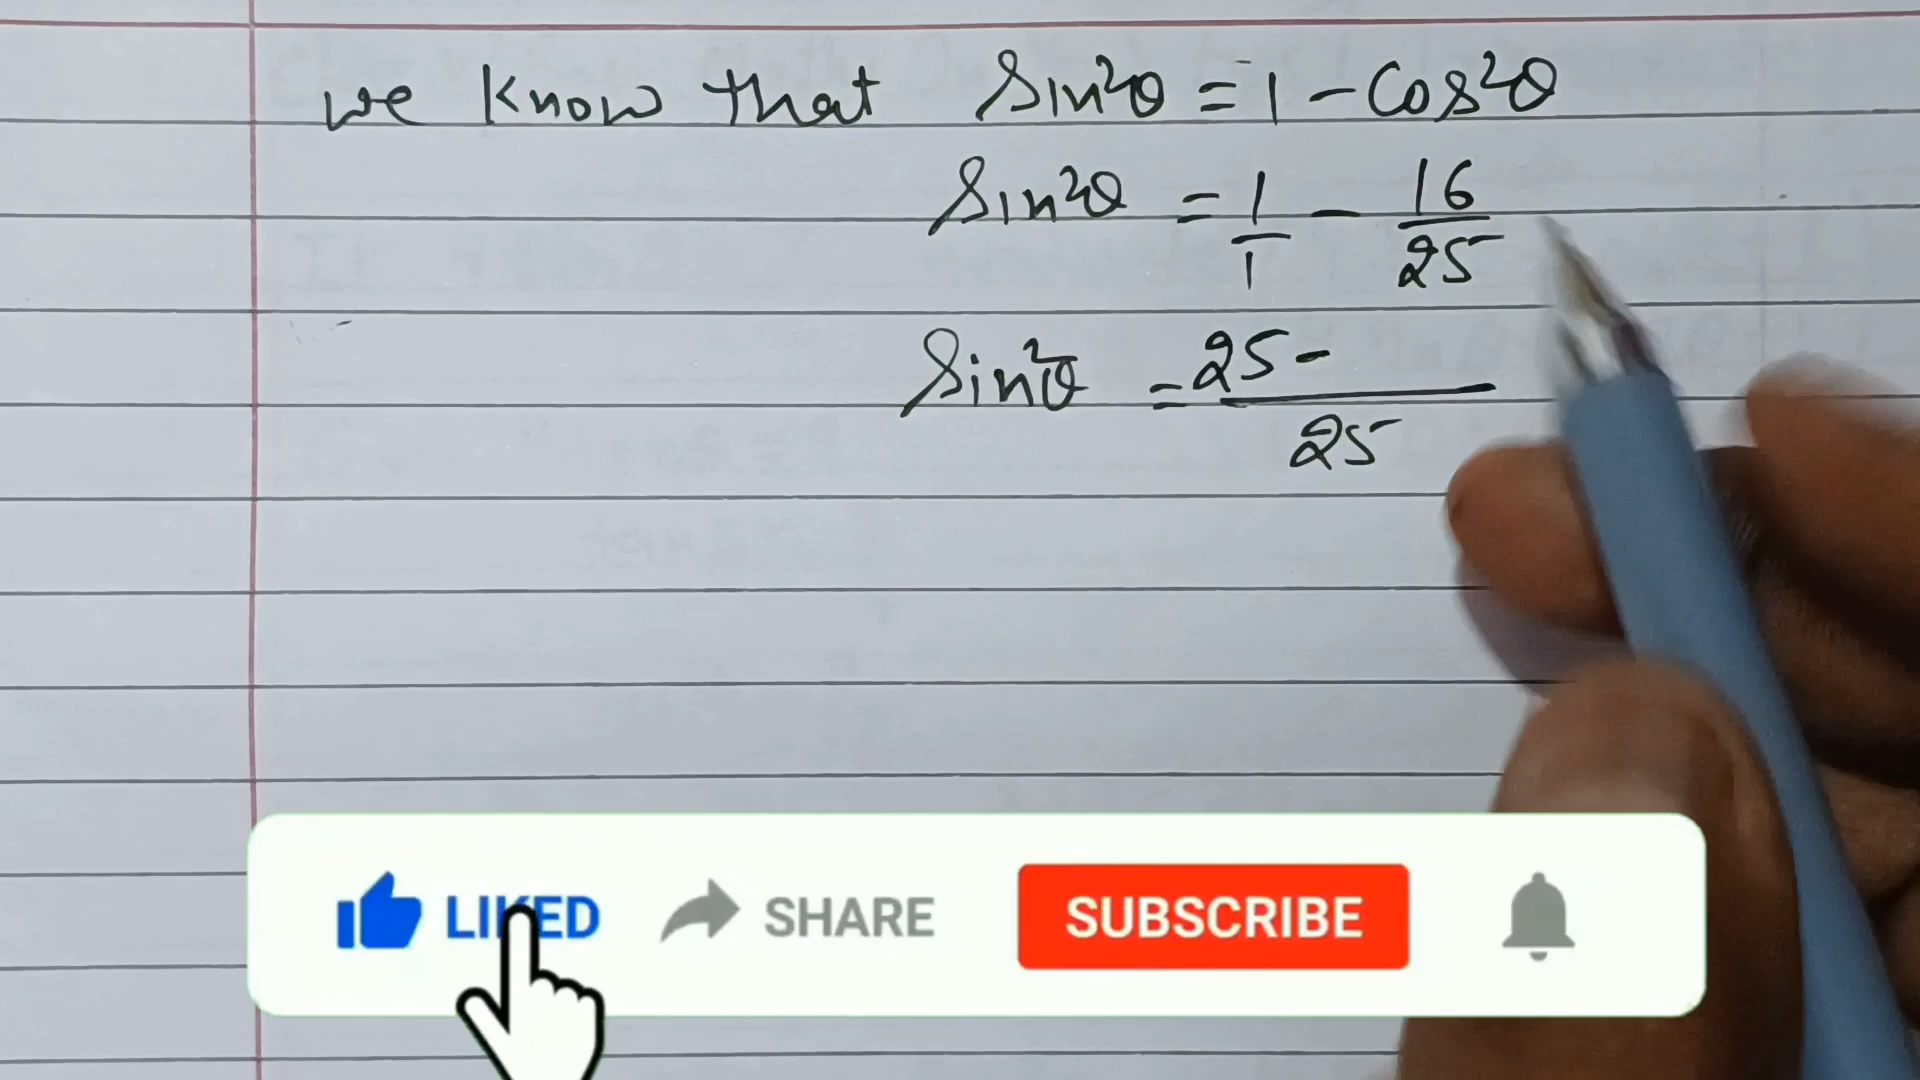 we know that Sin²θ = 1 - Cos²θ
Sin²θ = 1/1 - 16/25
Sin²θ = 25 - / 25
LIKED SHARE SUBSCRIBE